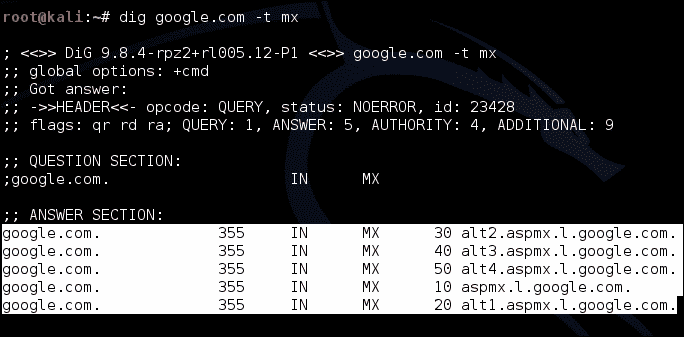 root@kali:~# dig google.com -t mx
; <<>> DiG 9.8.4-rpz2+rl005.12-P1 <<>> google.com -t mx
;; global options: +cmd
;; Got answer:
;; ->>HEADER<<- opcode: QUERY, status: NOERROR, id: 23428
;; flags: qr rd ra; QUERY: 1, ANSWER: 5, AUTHORITY: 4, ADDITIONAL: 9
;; QUESTION SECTION:
;google.com. IN MX
;; ANSWER SECTION:
google.com. 355 IN MX 30 alt2.aspmx.l.google.com.
google.com. 355 IN MX 40 alt3.aspmx.l.google.com.
google.com. 355 IN MX 50 alt4.aspmx.l.google.com.
google.com. 355 IN MX 10 aspmx.l.google.com.
google.com. 355 IN MX 20 alt1.aspmx.l.google.com.